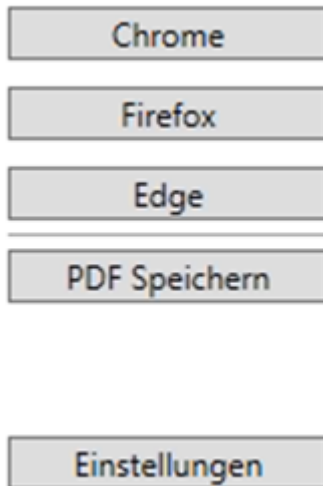 Chrome
Firefox
Edge
PDF Speichern
Einstellungen